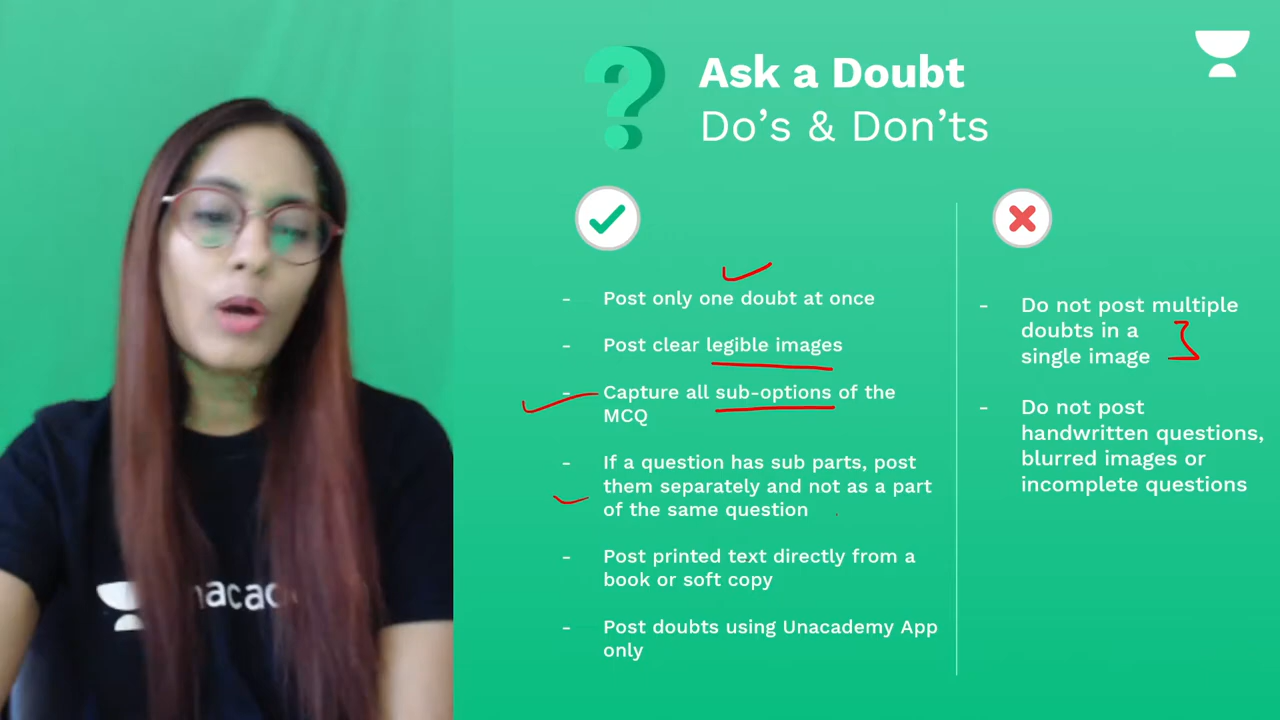 Ask a Doubt
Do's & Don'ts
- Post only one doubt at once
- Post clear legible images
- Capture all sub-options of the
MCQ
- If a question has sub parts, post
them separately and not as a part
of the same question
- Post printed text directly from a
book or soft copy
- Post doubts using Unacademy App
only
- Do not post multiple
doubts in a
single image
- Do not post
handwritten questions,
blurred images or
incomplete questions